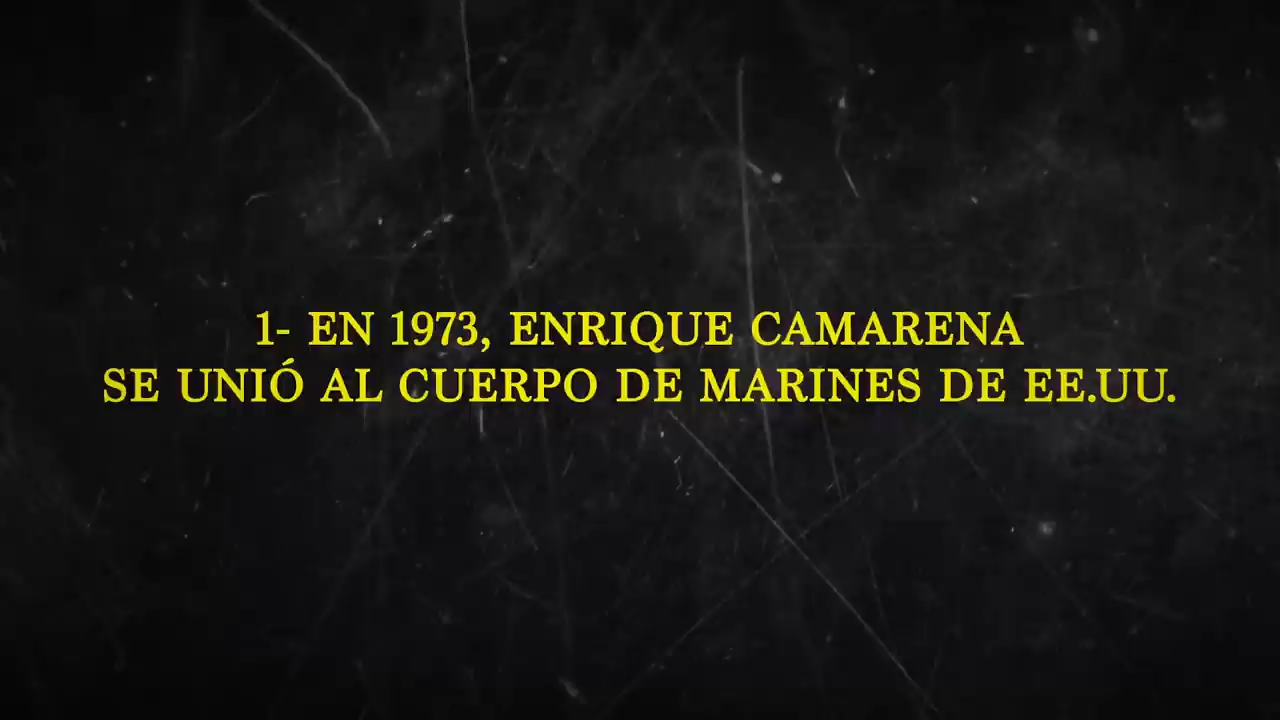 1- EN 1973, ENRIQUE CAMARENA
SE UNIÓ AL CUERPO DE MARINES DE EE.UU.